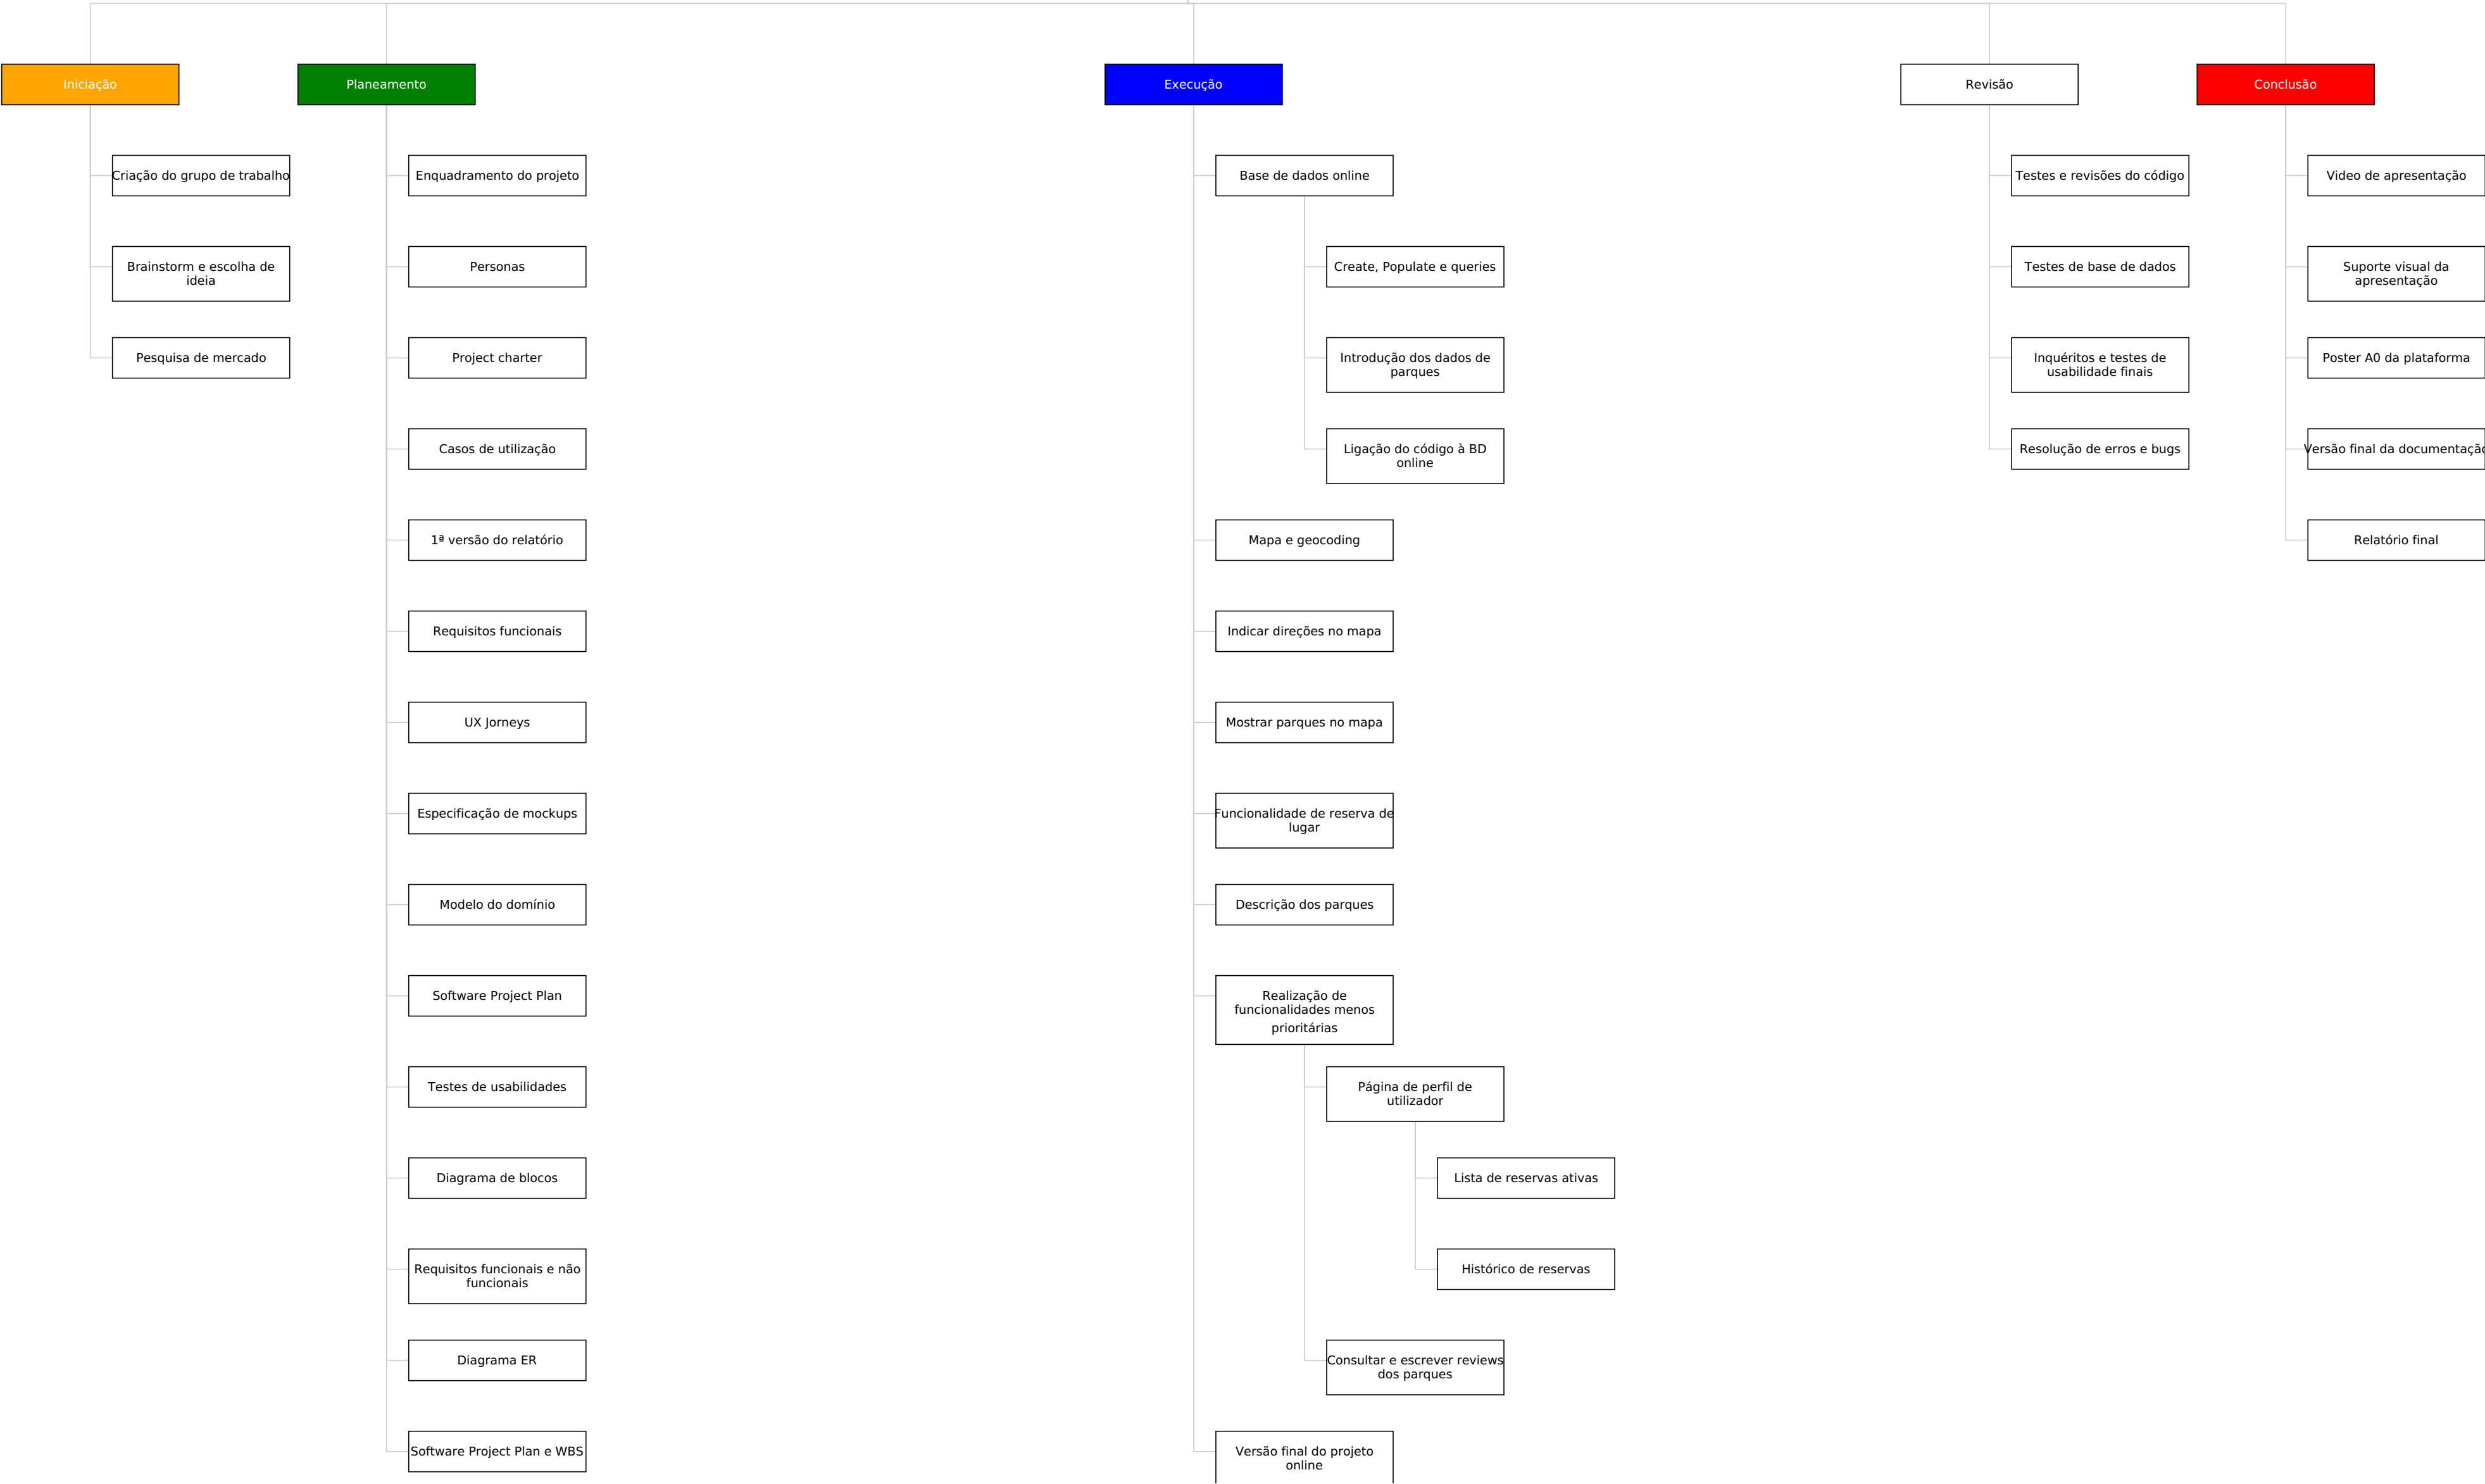 Iniciação
Planeamento
Execução
Revisão
Conclusão
Criação do grupo de trabalho
Brainstorm e escolha de
ideia
Pesquisa de mercado
Enquadramento do projeto
Personas
Project charter
Casos de utilização
1ª versão do relatório
Requisitos funcionais
UX Jorneys
Especificação de mockups
Modelo do domínio
Software Project Plan
Testes de usabilidades
Diagrama de blocos
Requisitos funcionais e não
funcionais
Diagrama ER
Software Project Plan e WBS
Base de dados online
Create, Populate e queries
Introdução dos dados de
parques
Ligação do código à BD
online
Mapa e geocoding
Indicar direções no mapa
Mostrar parques no mapa
Funcionalidade de reserva de
lugar
Descrição dos parques
Realização de
funcionalidades menos
prioritárias
Página de perfil de
utilizador
Lista de reservas ativas
Histórico de reservas
Consultar e escrever reviews
dos parques
Versão final do projeto
online
Testes e revisões do código
Testes de base de dados
Inquéritos e testes de
usabilidade finais
Resolução de erros e bugs
Video de apresentação
Suporte visual da
apresentação
Poster A0 da plataforma
Versão final da documentação
Relatório final